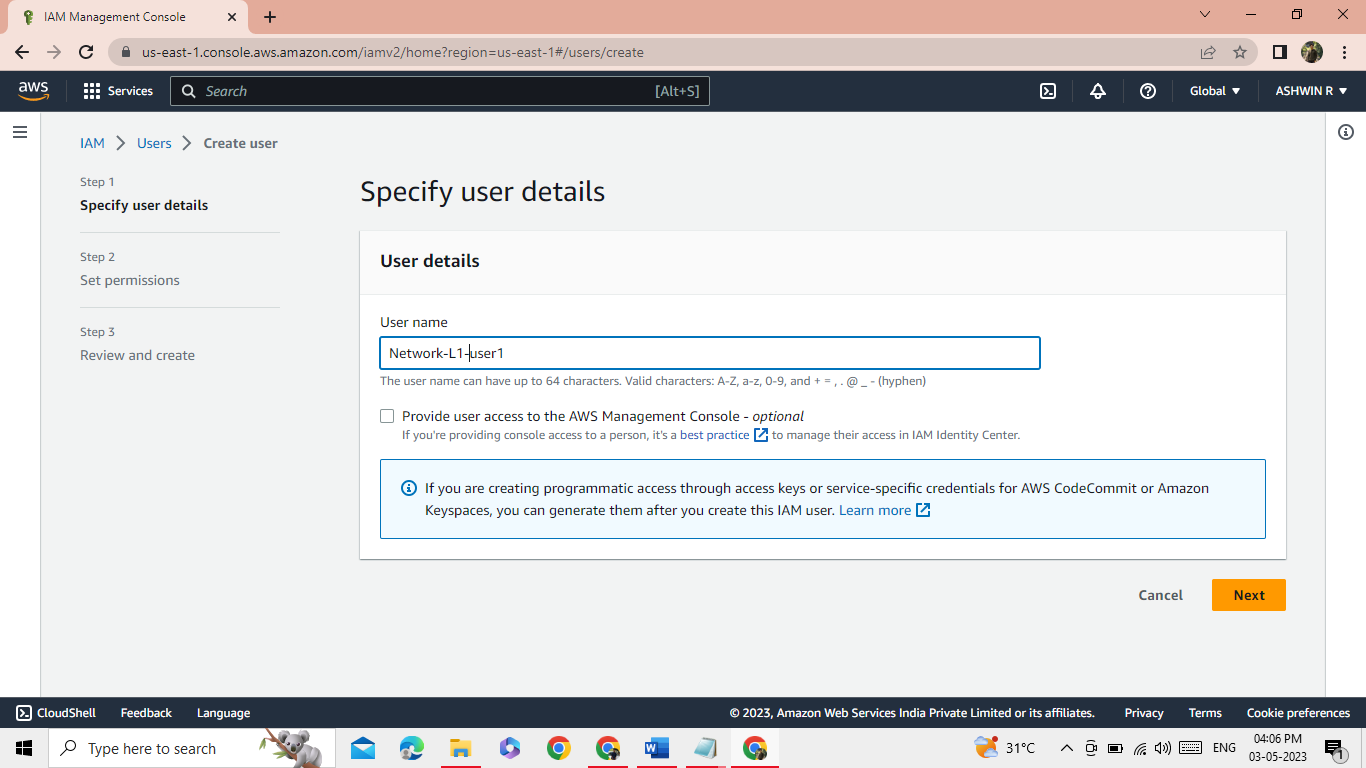 IAM Management Console
us-east-1.console.aws.amazon.com/iamv2/home?region=us-east-1#/users/create
aws Services Search [Alt+S] Global ASHWIN R
IAM Users Create user
Step 1
Specify user details
Step 2
Set permissions
Step 3
Review and create
Specify user details
User details
User name
Network-L1-user1
The user name can have up to 64 characters. Valid characters: A-Z, a-z, 0-9, and + = , . @ _ - (hyphen)
Provide user access to the AWS Management Console - optional
If you're providing console access to a person, it's a best practice to manage their access in IAM Identity Center.
If you are creating programmatic access through access keys or service-specific credentials for AWS CodeCommit or Amazon
Keyspaces, you can generate them after you create this IAM user. Learn more
Cancel Next
CloudShell Feedback Language © 2023, Amazon Web Services India Private Limited or its affiliates. Privacy Terms Cookie preferences
Type here to search 31°C ENG 04:06 PM
03-05-2023 1